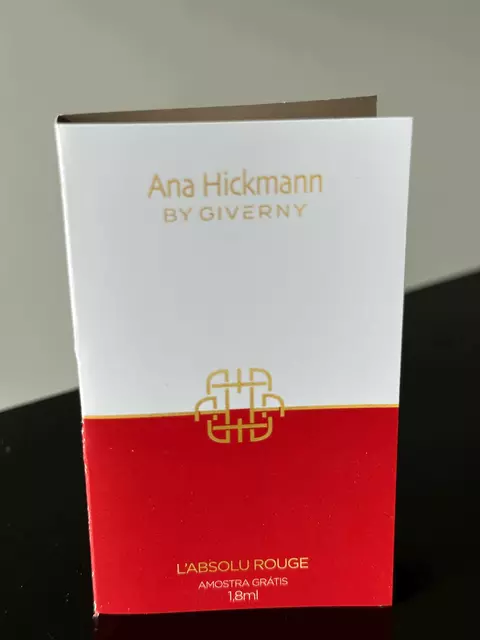 Ana Hickmann
BY GIVERNY
L'ABSOLU ROUGE
AMOSTRA GRÁTIS
1,8ml